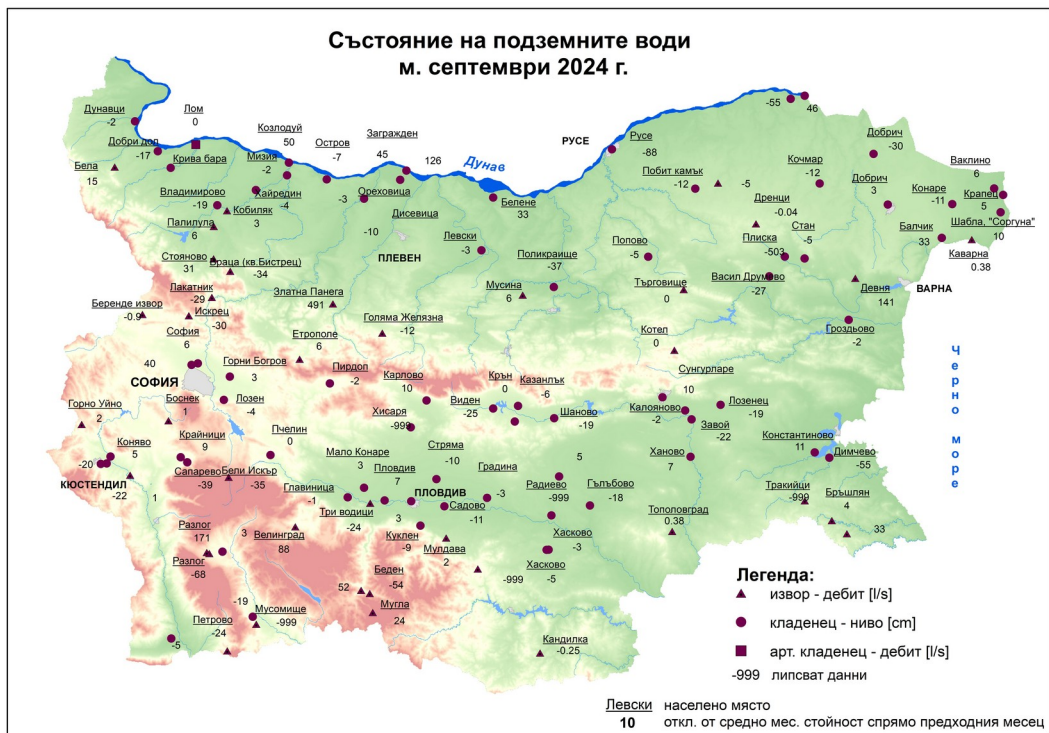 Състояние на подземните води
м. септември 2024 г.
Дунавци
-2
Лом
0
Козлодуй
50
Остров
-7
Загражден
45
126
Дунав
РУСЕ
Русе
-88
-55
46
Добрич
-30
Добри дол
-17
Крива бара
Мизия
-2
Бела
15
Владимирово
-19
Хайредин
-4
Кобиляк
3
Ореховица
-3
Дисевица
-10
Белене
33
Побит камък
-12
-5
Кочмар
-12
Добрич
3
Ваклино
6
Конаре
-11
Крапец
5
Шабла, "Соргуна"
10
Дренци
-0.04
Палилула
6
Стояново
31
Враца (кв.Бистрец)
-34
ПЛЕВЕН
Левски
-3
Поликраище
-37
Попово
-5
Плиска
-503
Стан
-5
Балчик
33
Каварна
0.38
Лакатник
-29
Златна Панега
491
Мусина
6
Търговище
0
Васил Друмево
-27
Девня
141
ВАРНА
Беренде извор
-0.9
Искрец
-30
Голяма Желязна
-12
Гроздьово
-2
София
6
Етрополе
6
Котел
0
40
СОФИЯ
Горни Богров
3
Пирдоп
-2
Карлово
10
Крън
0
Казанлък
-6
Сунгурларе
10
Черно море
Боснек
1
Лозен
-4
Хисаря
-999
Виден
-25
Шаново
-19
Калояново
-2
Лозенец
-19
Завой
-22
Горно Уйно
2
Коняво
5
Крайници
9
Пчелин
0
Стряма
-10
Константиново
11
Димчево
-55
-20
КЮСТЕНДИЛ
-22
Сапарево
-39
Бели Искър
-35
Мало Конаре
3
Пловдив
7
Градина
-3
5
Радиево
-999
Гълъбово
-18
Ханово
7
1
Главиница
-1
ПЛОВДИВ
Три водици
-24
3
Садово
-11
Тракийци
-999
Бръшлян
4
Разлог
171
3
Велинград
88
Куклен
-9
Мулдава
2
Хасково
-3
Тополовград
0.38
33
Разлог
-68
52
Беден
-54
-999
Хасково
-5
-19
Мусомище
-999
Мугла
24
Петрово
-24
-5
Кандилка
-0.25
Легенда:
извор - дебит [l/s]
кладенец - ниво [cm]
арт. кладенец - дебит [l/s]
-999 липсват данни
Левски населено място
10 откл. от средно мес. стойност спрямо предходния месец